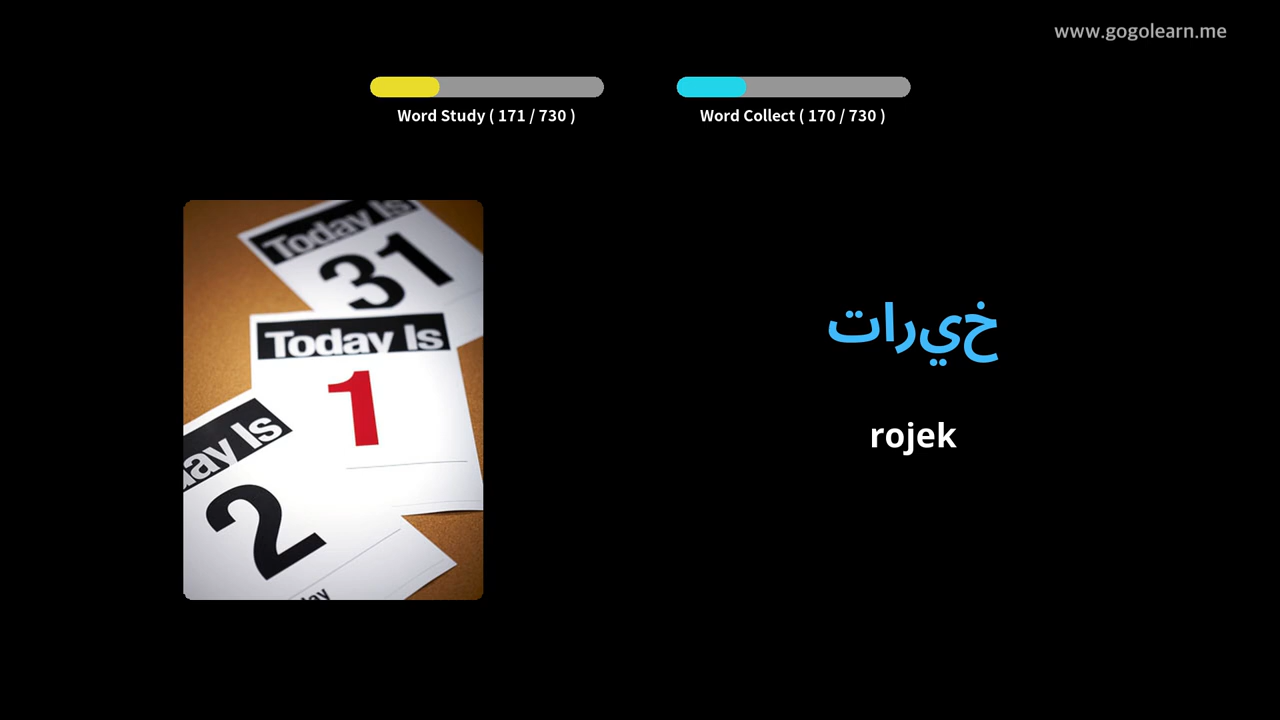 www.gogolearn.me
Word Study ( 171 / 730 )
Word Collect ( 170 / 730 )
Today Is
31
Today Is
1
ay Is
2
تاريخ
rojek